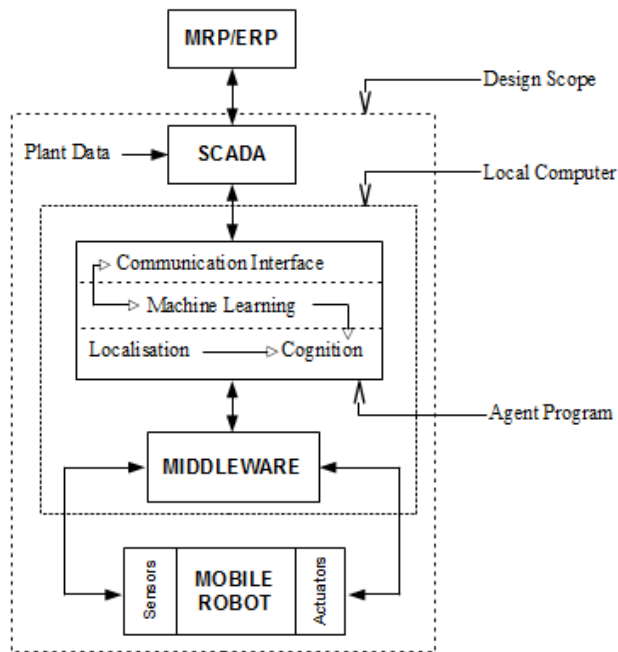 MRP/ERP
Design Scope
Plant Data
SCADA
Local Computer
Communication Interface
Machine Learning
Localisation
Cognition
Agent Program
MIDDLEWARE
Sensors
MOBILE
ROBOT
Actuators